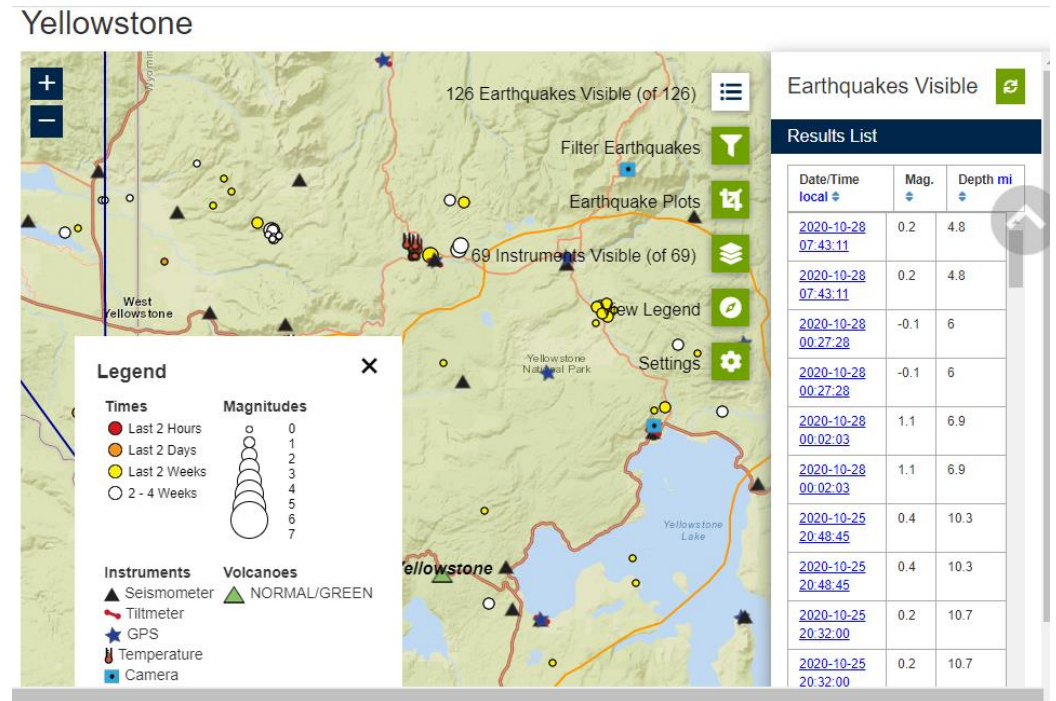 Yellowstone
+
−
Wyomin
126 Earthquakes Visible (of 126)
Filter Earthquakes
Earthquake Plots
69 Instruments Visible (of 69)
View Legend
Settings
West
Yellowstone
Yellowstone
National Park
Yellowstone
Lake
ellowstone
Legend
Times
Last 2 Hours
Last 2 Days
Last 2 Weeks
2 - 4 Weeks
Magnitudes
0
1
2
3
4
5
6
7
Instruments
Seismometer
Tiltmeter
GPS
Temperature
Camera
Volcanoes
NORMAL/GREEN
Earthquakes Visible
Results List
Date/Time Mag. Depth mi
local
2020-10-28 0.2 4.8
07:43:11
2020-10-28 0.2 4.8
07:43:11
2020-10-28 -0.1 6
00:27:28
2020-10-28 -0.1 6
00:27:28
2020-10-28 1.1 6.9
00:02:03
2020-10-28 1.1 6.9
00:02:03
2020-10-25 0.4 10.3
20:48:45
2020-10-25 0.4 10.3
20:48:45
2020-10-25 0.2 10.7
20:32:00
2020-10-25 0.2 10.7
20:32:00